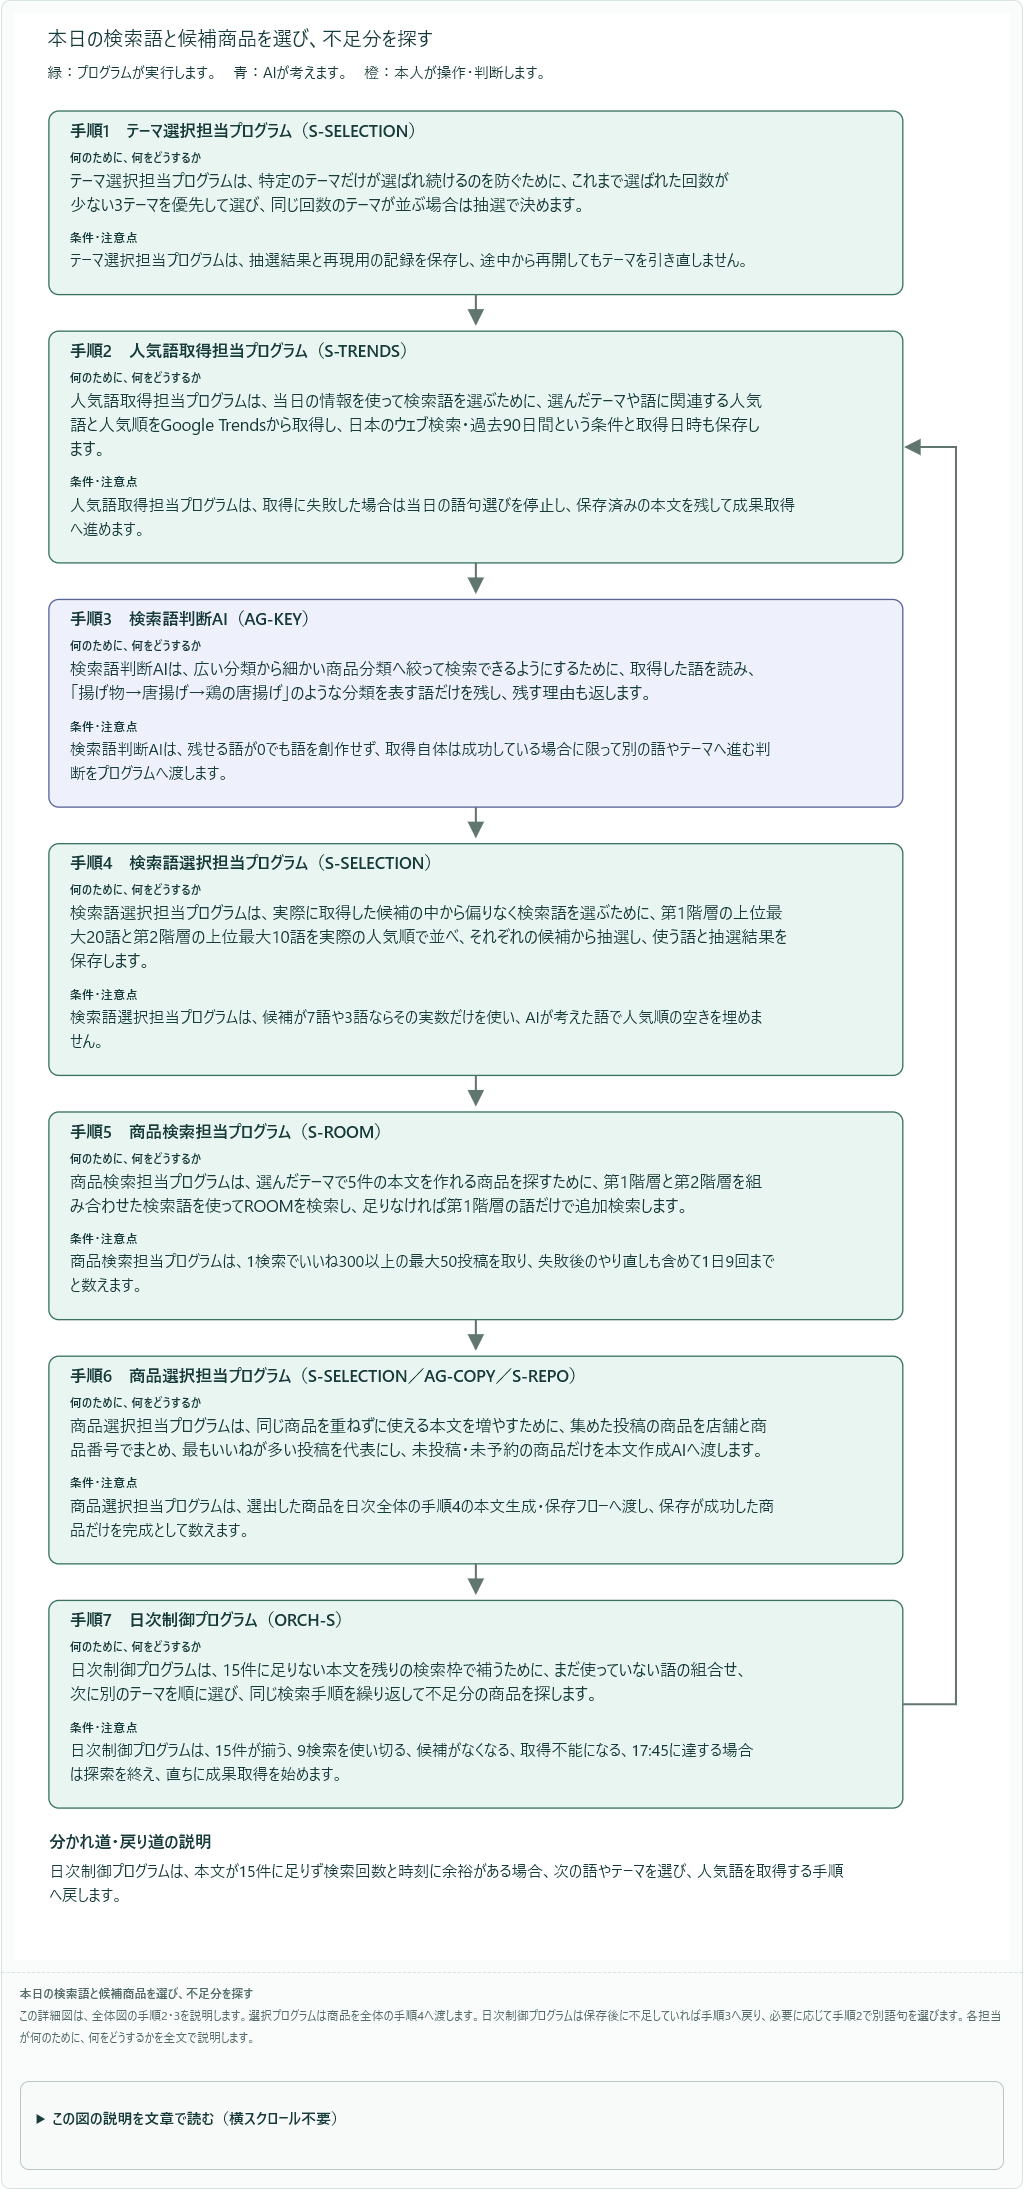 本日の検索語と候補商品を選び、不足分を探す
緑：プログラムが実行します。　青：AIが考えます。　橙：本人が操作・判断します。
手順1　テーマ選択担当プログラム（S-SELECTION）
何のために、何をどうするか
テーマ選択担当プログラムは、特定のテーマだけが選ばれ続けるのを防ぐために、これまで選ばれた回数が
少ない3テーマを優先して選び、同じ回数のテーマが並ぶ場合は抽選で決めます。
条件・注意点
テーマ選択担当プログラムは、抽選結果と再現用の記録を保存し、途中から再開してもテーマを引き直しません。
手順2　人気語取得担当プログラム（S-TRENDS）
何のために、何をどうするか
人気語取得担当プログラムは、当日の情報を使って検索語を選ぶために、選んだテーマや語に関連する人気
語と人気順をGoogle Trendsから取得し、日本のウェブ検索・過去90日間という条件と取得日時も保存し
ます。
条件・注意点
人気語取得担当プログラムは、取得に失敗した場合は当日の語句選びを停止し、保存済みの本文を残して成果取得
へ進めます。
手順3　検索語判断AI（AG-KEY）
何のために、何をどうするか
検索語判断AIは、広い分類から細かい商品分類へ絞って検索できるようにするために、取得した語を読み、
「揚げ物→唐揚げ→鶏の唐揚げ」のような分類を表す語だけを残し、残す理由も返します。
条件・注意点
検索語判断AIは、残せる語が0でも語を創作せず、取得自体は成功している場合に限って別の語やテーマへ進む判
断をプログラムへ渡します。
手順4　検索語選択担当プログラム（S-SELECTION）
何のために、何をどうするか
検索語選択担当プログラムは、実際に取得した候補の中から偏りなく検索語を選ぶために、第1階層の上位最
大20語と第2階層の上位最大10語を実際の人気順で並べ、それぞれの候補から抽選し、使う語と抽選結果を
保存します。
条件・注意点
検索語選択担当プログラムは、候補が7語や3語ならその実数だけを使い、AIが考えた語で人気順の空きを埋めま
せん。
手順5　商品検索担当プログラム（S-ROOM）
何のために、何をどうするか
商品検索担当プログラムは、選んだテーマで5件の本文を作れる商品を探すために、第1階層と第2階層を組
み合わせた検索語を使ってROOMを検索し、足りなければ第1階層の語だけで追加検索します。
条件・注意点
商品検索担当プログラムは、1検索でいいね300以上の最大50投稿を取り、失敗後のやり直しも含めて1日9回まで
と数えます。
手順6　商品選択担当プログラム（S-SELECTION／AG-COPY／S-REPO）
何のために、何をどうするか
商品選択担当プログラムは、同じ商品を重ねずに使える本文を増やすために、集めた投稿の商品を店舗と商
品番号でまとめ、最もいいねが多い投稿を代表にし、未投稿・未予約の商品だけを本文作成AIへ渡します。
条件・注意点
商品選択担当プログラムは、選出した商品を日次全体の手順4の本文生成・保存フローへ渡し、保存が成功した商
品だけを完成として数えます。
手順7　日次制御プログラム（ORCH-S）
何のために、何をどうするか
日次制御プログラムは、15件に足りない本文を残りの検索枠で補うために、まだ使っていない語の組合せ、
次に別のテーマを順に選び、同じ検索手順を繰り返して不足分の商品を探します。
条件・注意点
日次制御プログラムは、15件が揃う、9検索を使い切る、候補がなくなる、取得不能になる、17:45に達する場合
は探索を終え、直ちに成果取得を始めます。
分かれ道・戻り道の説明
日次制御プログラムは、本文が15件に足りず検索回数と時刻に余裕がある場合、次の語やテーマを選び、人気語を取得する手順
へ戻します。
本日の検索語と候補商品を選び、不足分を探す
この詳細図は、全体図の手順2・3を説明します。選択プログラムは商品を全体の手順4へ渡します。日次制御プログラムは保存後に不足していれば手順3へ戻り、必要に応じて手順2で別語句を選びます。各担当
が何のために、何をどうするかを全文で説明します。
▶ この図の説明を文章で読む（横スクロール不要）